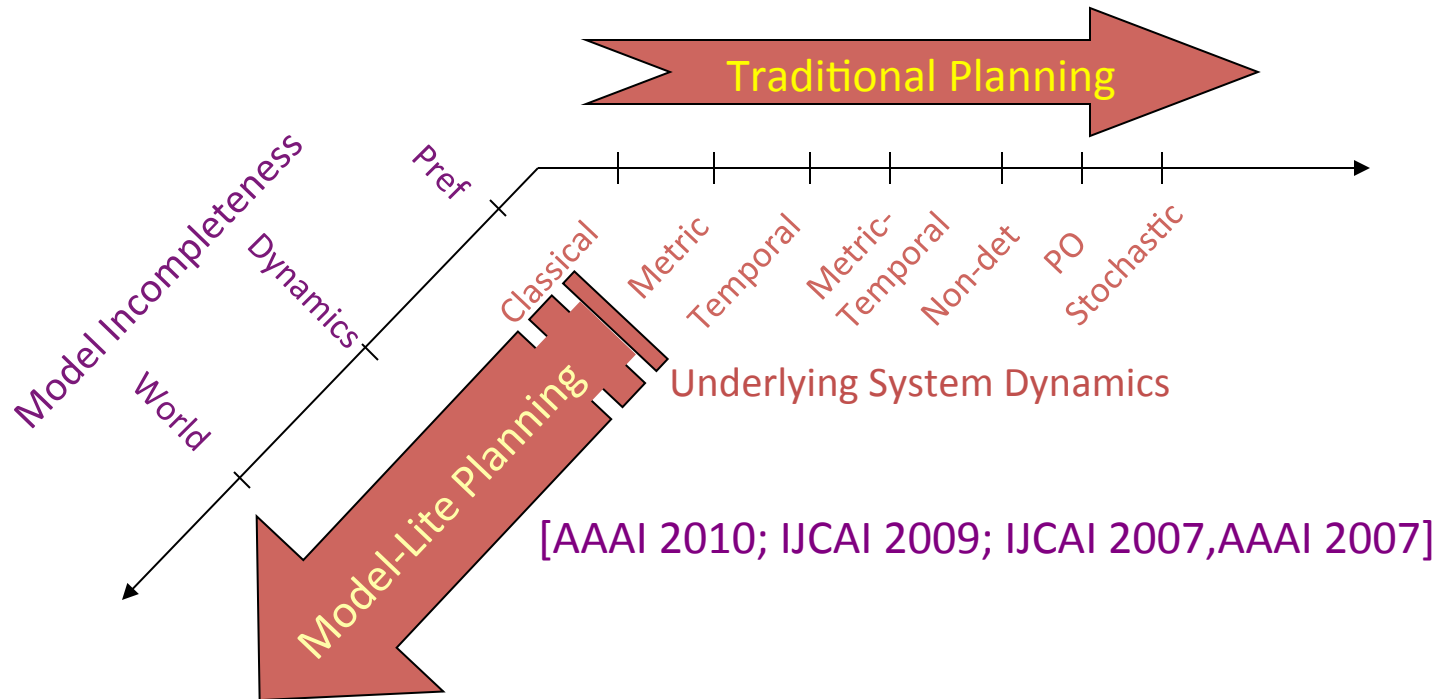 Traditional Planning
Model Incompleteness
Pref
Dynamics
World
Classical
Metric
Temporal
Metric-
Temporal
Non-det
PO
Stochastic
Underlying System Dynamics
Model-Lite Planning
[AAAI 2010; IJCAI 2009; IJCAI 2007,AAAI 2007]